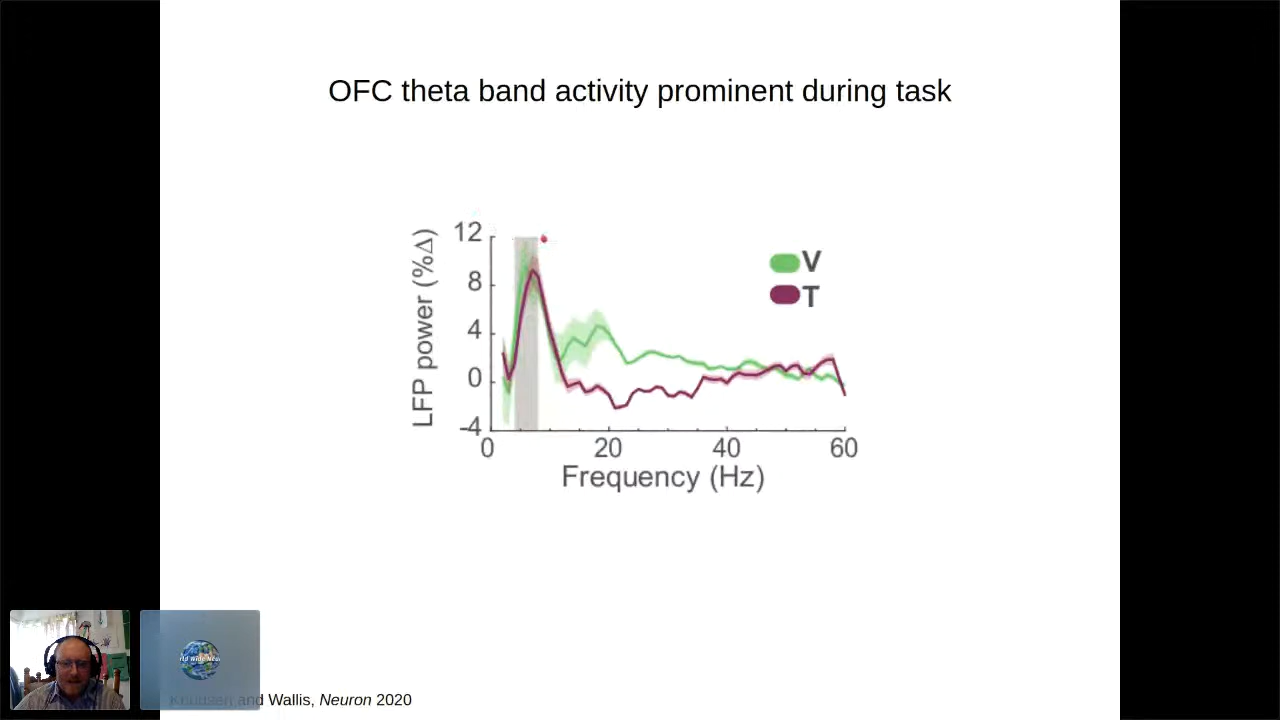 OFC theta band activity prominent during task
LFP power (%Δ)
12
8
4
0
-4
0 20 40 60
Frequency (Hz)
V
T
Knudsen and Wallis, Neuron 2020